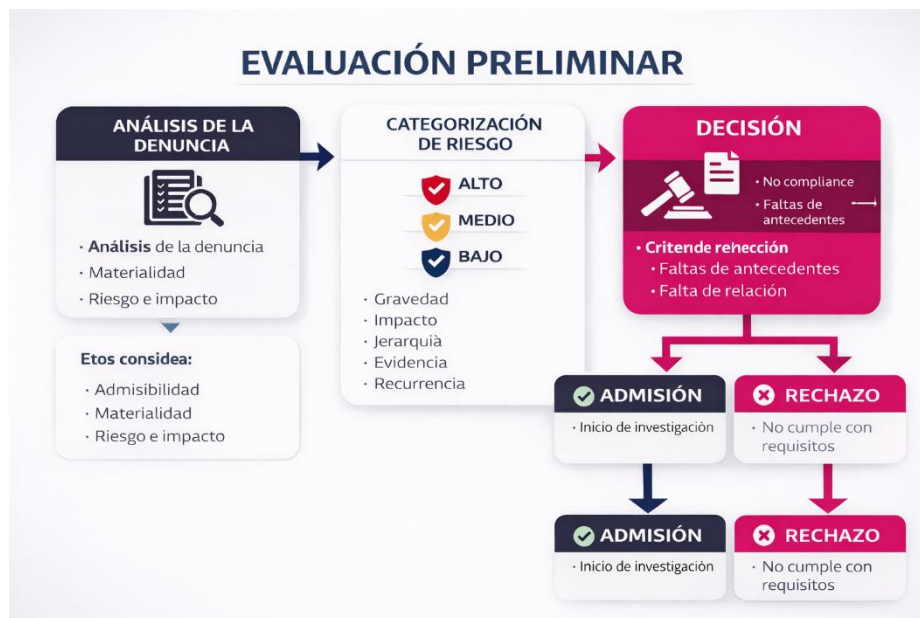 EVALUACIÓN PRELIMINAR
ANÁLISIS DE LA
DENUNCIA
· Análisis de la denuncia
· Materialidad
· Riesgo e impacto
Etos considea:
· Admisibilidad
· Materialidad
· Riesgo e impacto
CATEGORIZACIÓN
DE RIESGO
ALTO
MEDIO
BAJO
· Gravedad
· Impacto
· Jerarquià
· Evidencia
· Recurrencia
DECISIÓN
• No compliance
• Faltas de
antecedentes
• Critende rehección
• Faltas de antecedentes
• Falta de relación
ADMISIÓN
· Inicio de investigación
RECHAZO
· No cumple con
requisitos
ADMISIÓN
· Inicio de investigación
RECHAZO
· No cumple con
requisitos